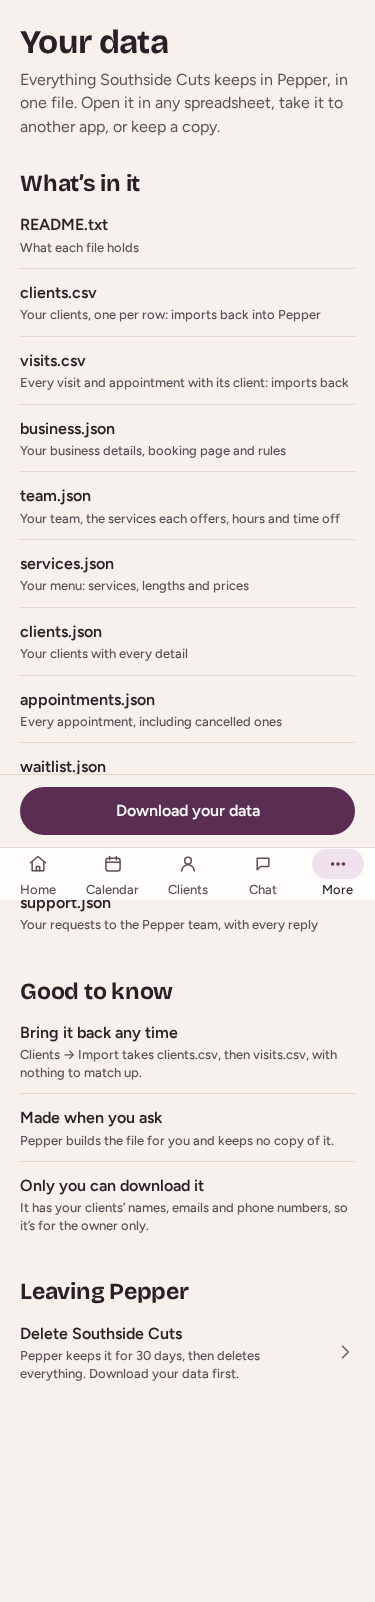 Your data
Everything Southside Cuts keeps in Pepper, in
one file. Open it in any spreadsheet, take it to
another app, or keep a copy.
What's in it
README.txt
What each file holds
clients.csv
Your clients, one per row: imports back into Pepper
visits.csv
Every visit and appointment with its client: imports back
business.json
Your business details, booking page and rules
team.json
Your team, the services each offers, hours and time off
services.json
Your menu: services, lengths and prices
clients.json
Your clients with every detail
appointments.json
Every appointment, including cancelled ones
waitlist.json
Download your data
Home
Calendar
Clients
Chat
More
support.json
Your requests to the Pepper team, with every reply
Good to know
Bring it back any time
Clients → Import takes clients.csv, then visits.csv, with
nothing to match up.
Made when you ask
Pepper builds the file for you and keeps no copy of it.
Only you can download it
It has your clients’ names, emails and phone numbers, so
it’s for the owner only.
Leaving Pepper
Delete Southside Cuts
Pepper keeps it for 30 days, then deletes
everything. Download your data first.